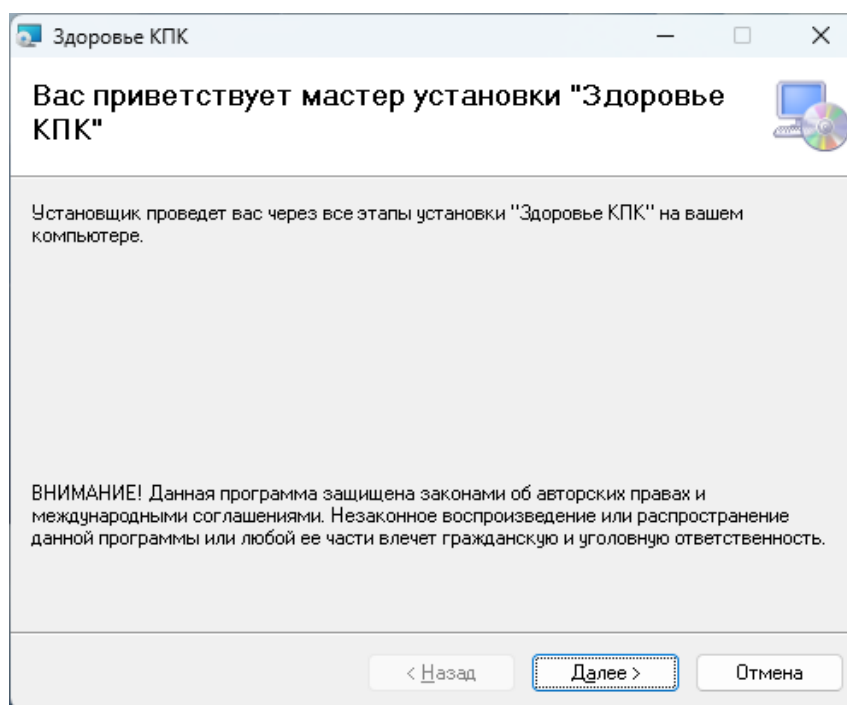 Здоровье КПК
Вас приветствует мастер установки "Здоровье
КПК"
Установщик проведет вас через все этапы установки "Здоровье КПК" на вашем
компьютере.
ВНИМАНИЕ! Данная программа защищена законами об авторских правах и
международными соглашениями. Незаконное воспроизведение или распространение
данной программы или любой ее части влечет гражданскую и уголовную ответственность.
< Назад
Далее >
Отмена